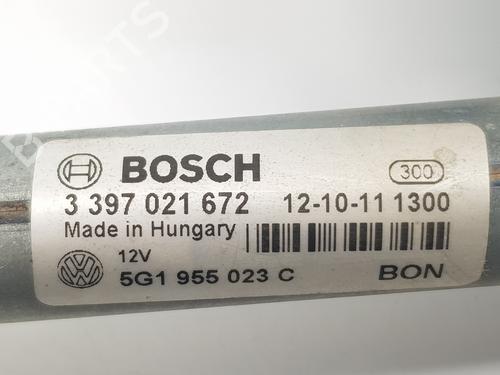 BOSCH
300
3 397 021 672 12-10-11 1300
Made in Hungary
12V
5G1 955 023 C BON